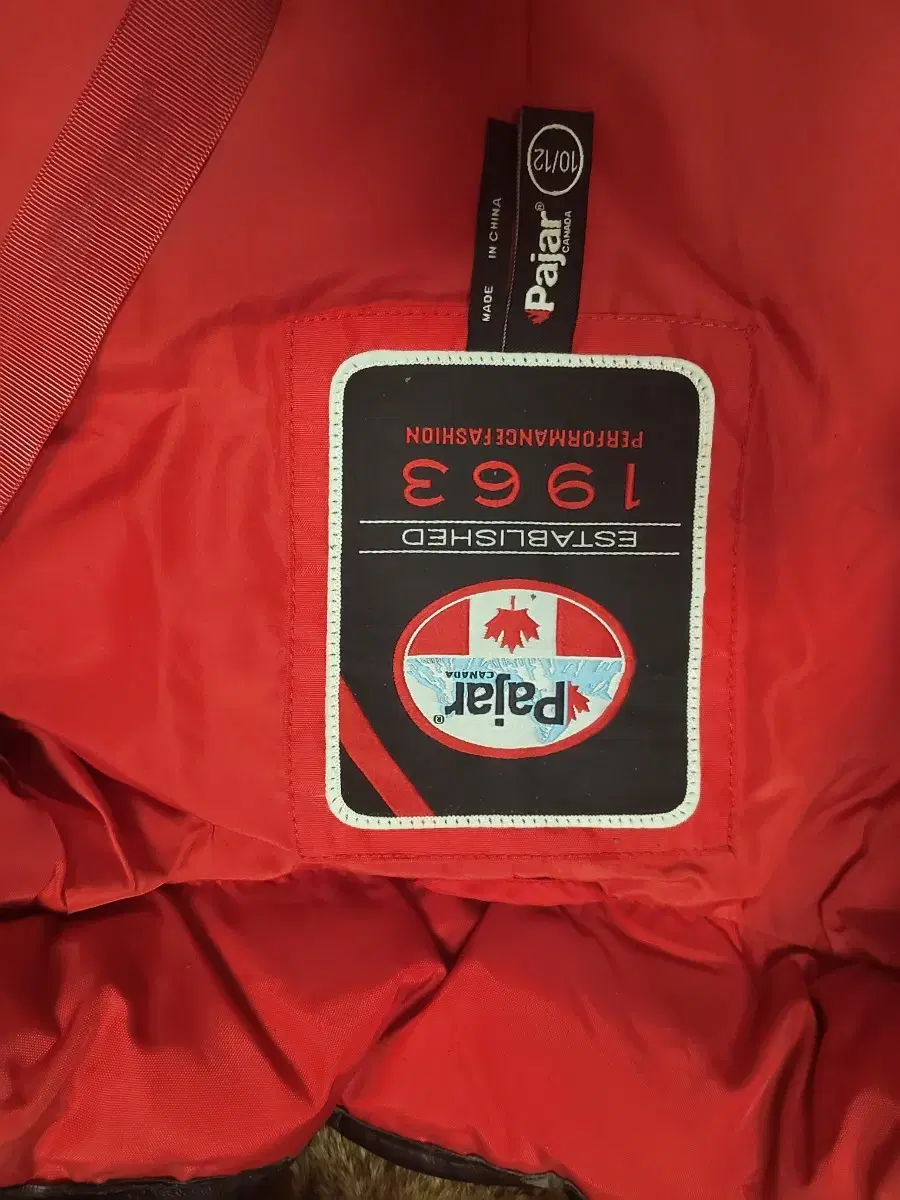 Pajar®
CANADA
ESTABLISHED
1963
PERFORMANCEFASHION
Pajar®
CANADA
10/12
MADE IN CHINA